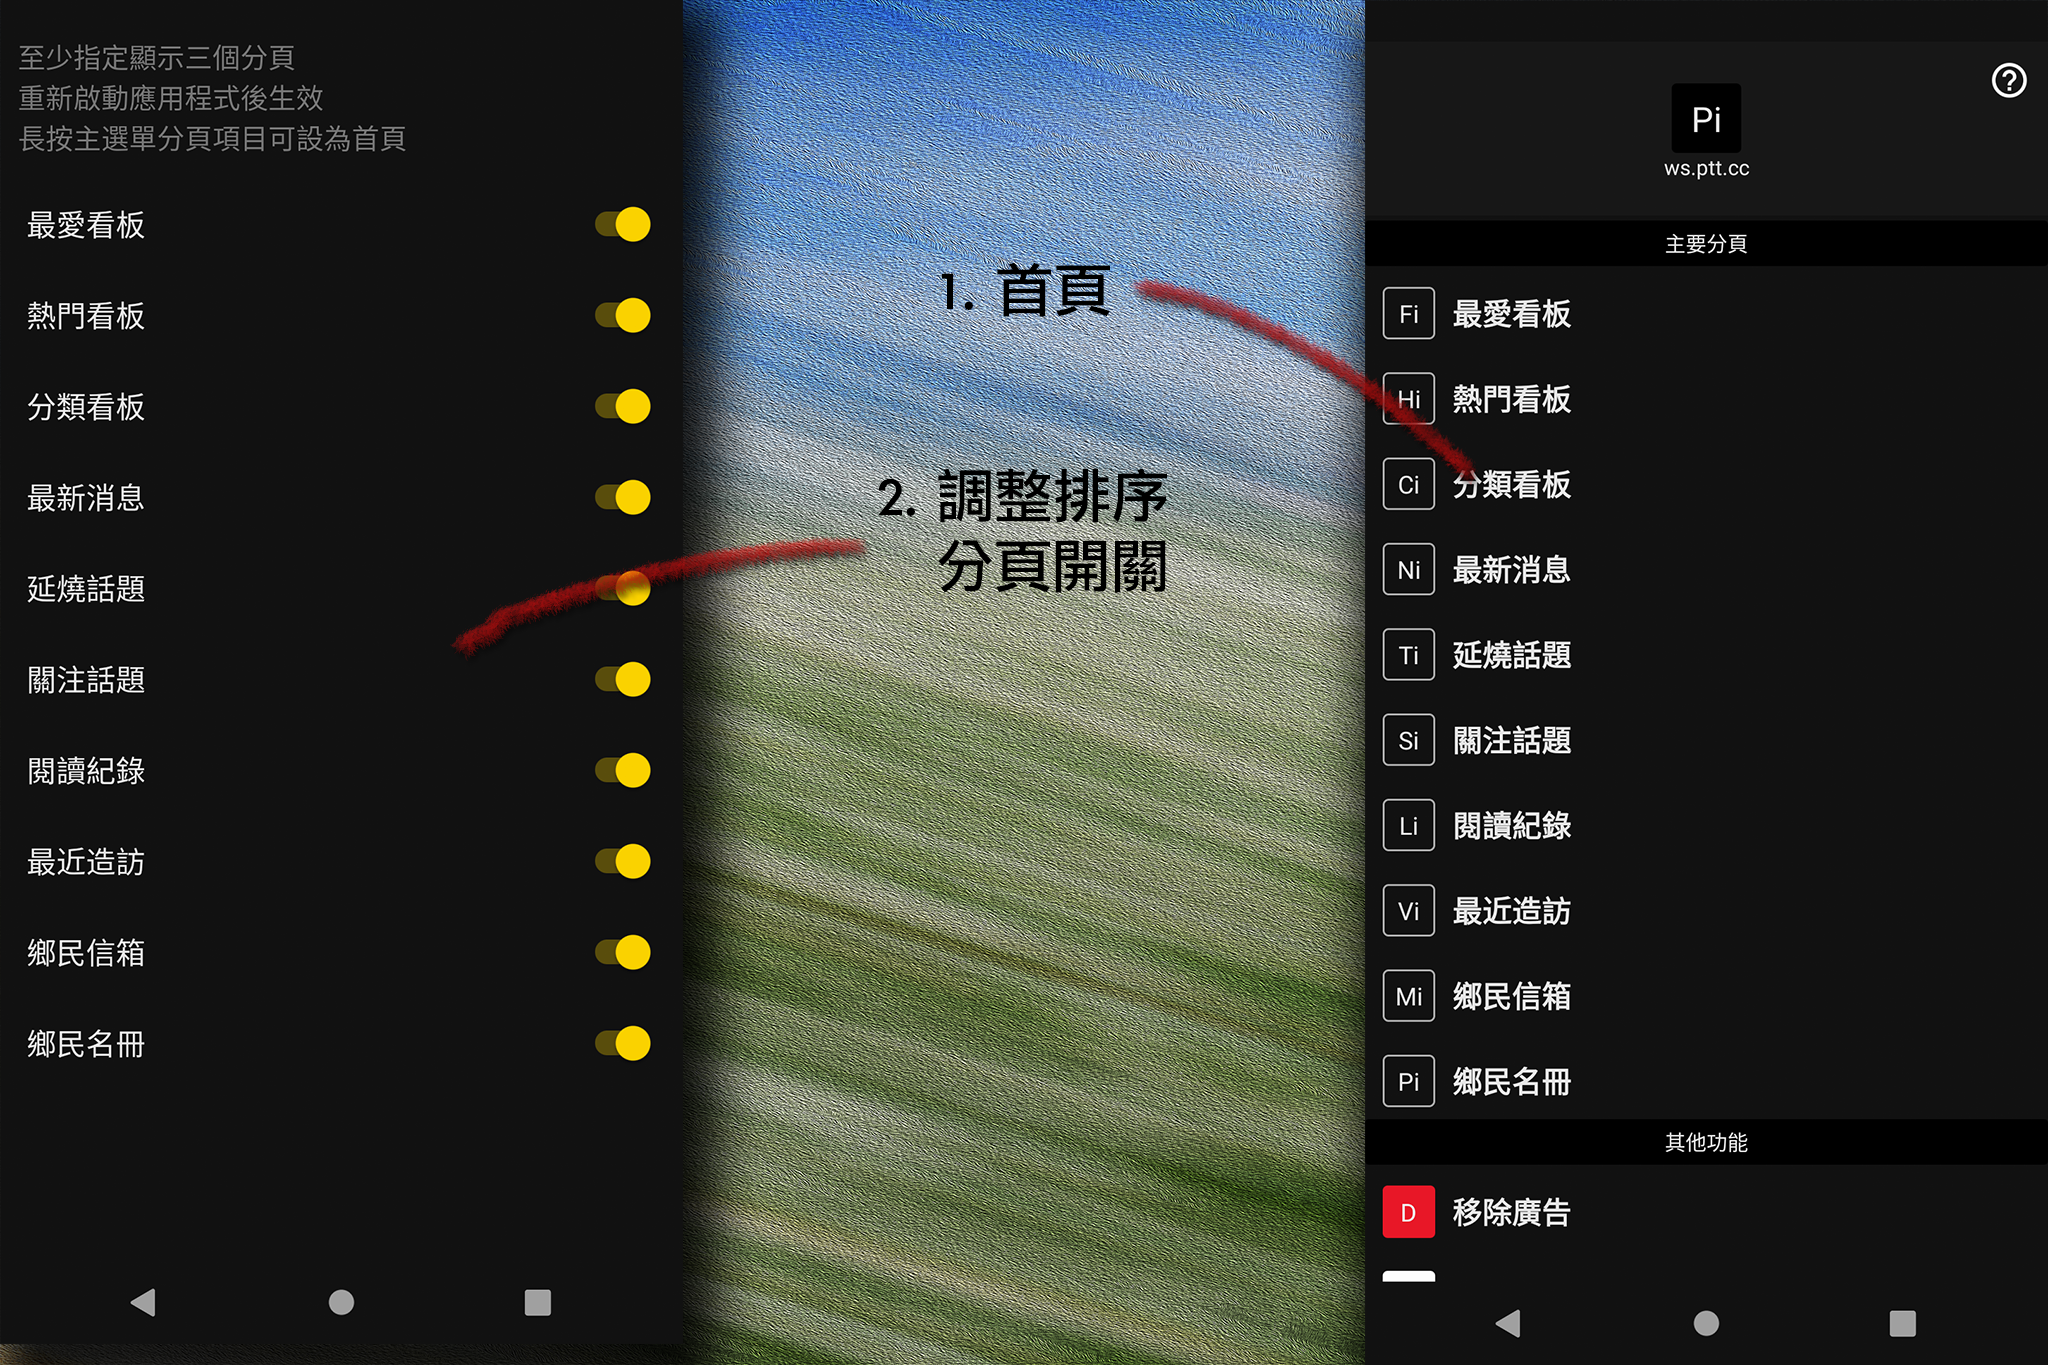 至少指定顯示三個分頁
重新啟動應用程式後生效
長按主選單分頁項目可設為首頁
最愛看板
熱門看板
分類看板
最新消息
延燒話題
關注話題
閱讀紀錄
最近造訪
鄉民信箱
鄉民名冊
1. 首頁
2. 調整排序
分頁開關
Pi
ws.ptt.cc
主要分頁
Fi 最愛看板
Hi 熱門看板
Ci 分類看板
Ni 最新消息
Ti 延燒話題
Si 關注話題
Li 閱讀紀錄
Vi 最近造訪
Mi 鄉民信箱
Pi 鄉民名冊
其他功能
D 移除廣告